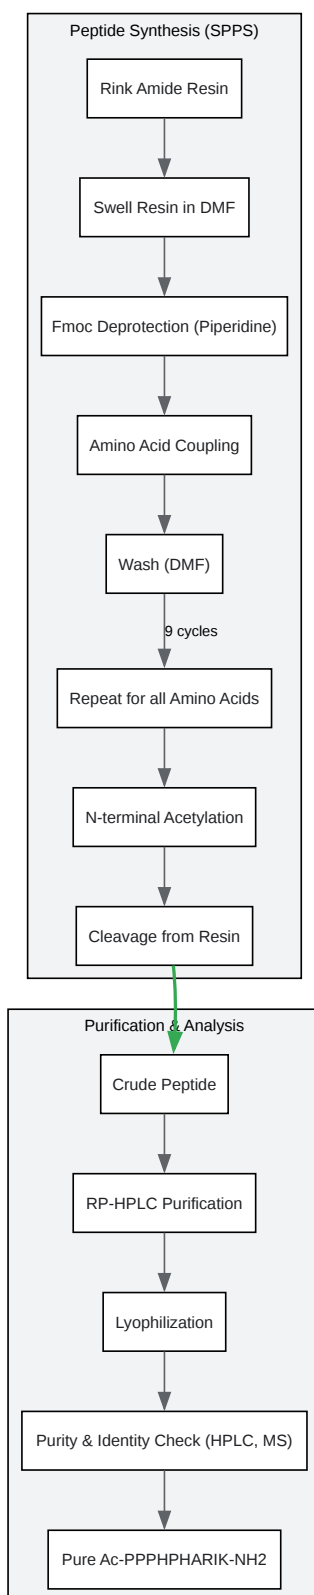 Peptide Synthesis (SPPS)
Rink Amide Resin
Swell Resin in DMF
Fmoc Deprotection (Piperidine)
Amino Acid Coupling
Wash (DMF)
9 cycles
Repeat for all Amino Acids
N-terminal Acetylation
Cleavage from Resin
Purification & Analysis
Crude Peptide
RP-HPLC Purification
Lyophilization
Purity & Identity Check (HPLC, MS)
Pure Ac-PPPHPHARIK-NH2